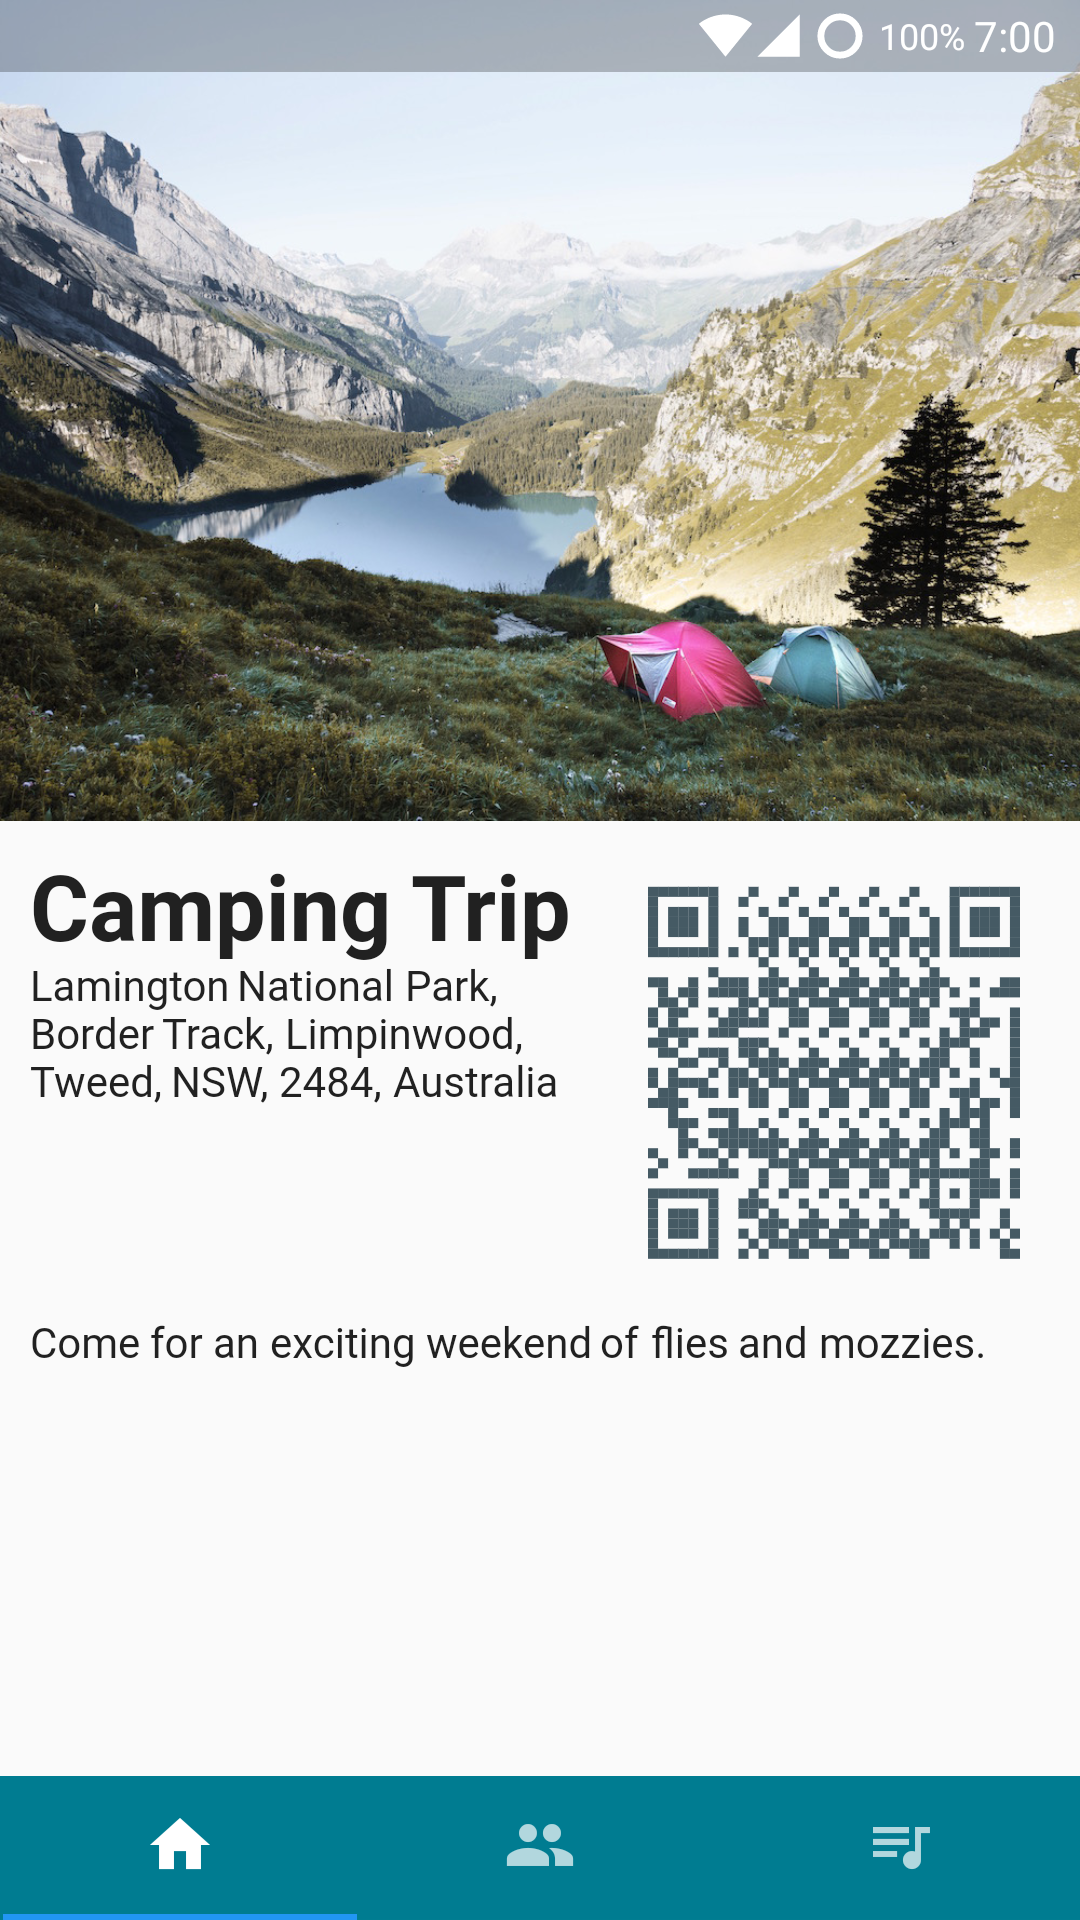 100% 7:00
Camping Trip
Lamington National Park,
Border Track, Limpinwood,
Tweed, NSW, 2484, Australia
Come for an exciting weekend of flies and mozzies.